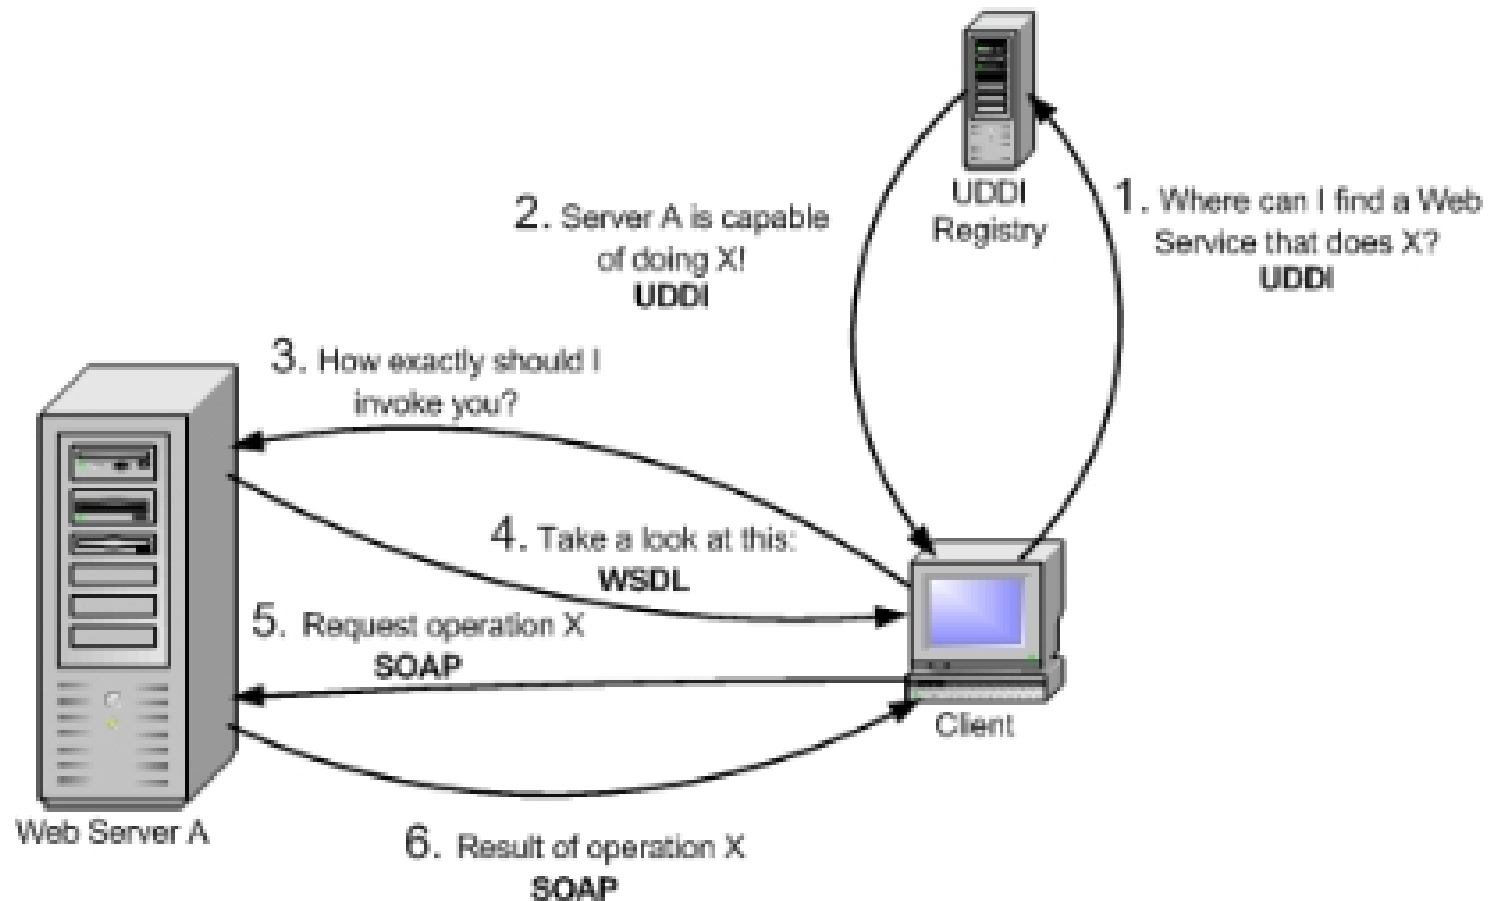 UDDI
Registry
1. Where can I find a Web
Service that does X?
UDDI
2. Server A is capable
of doing X!
UDDI
3. How exactly should I
invoke you?
4. Take a look at this:
WSDL
5. Request operation X
SOAP
Client
Web Server A
6. Result of operation X
SOAP